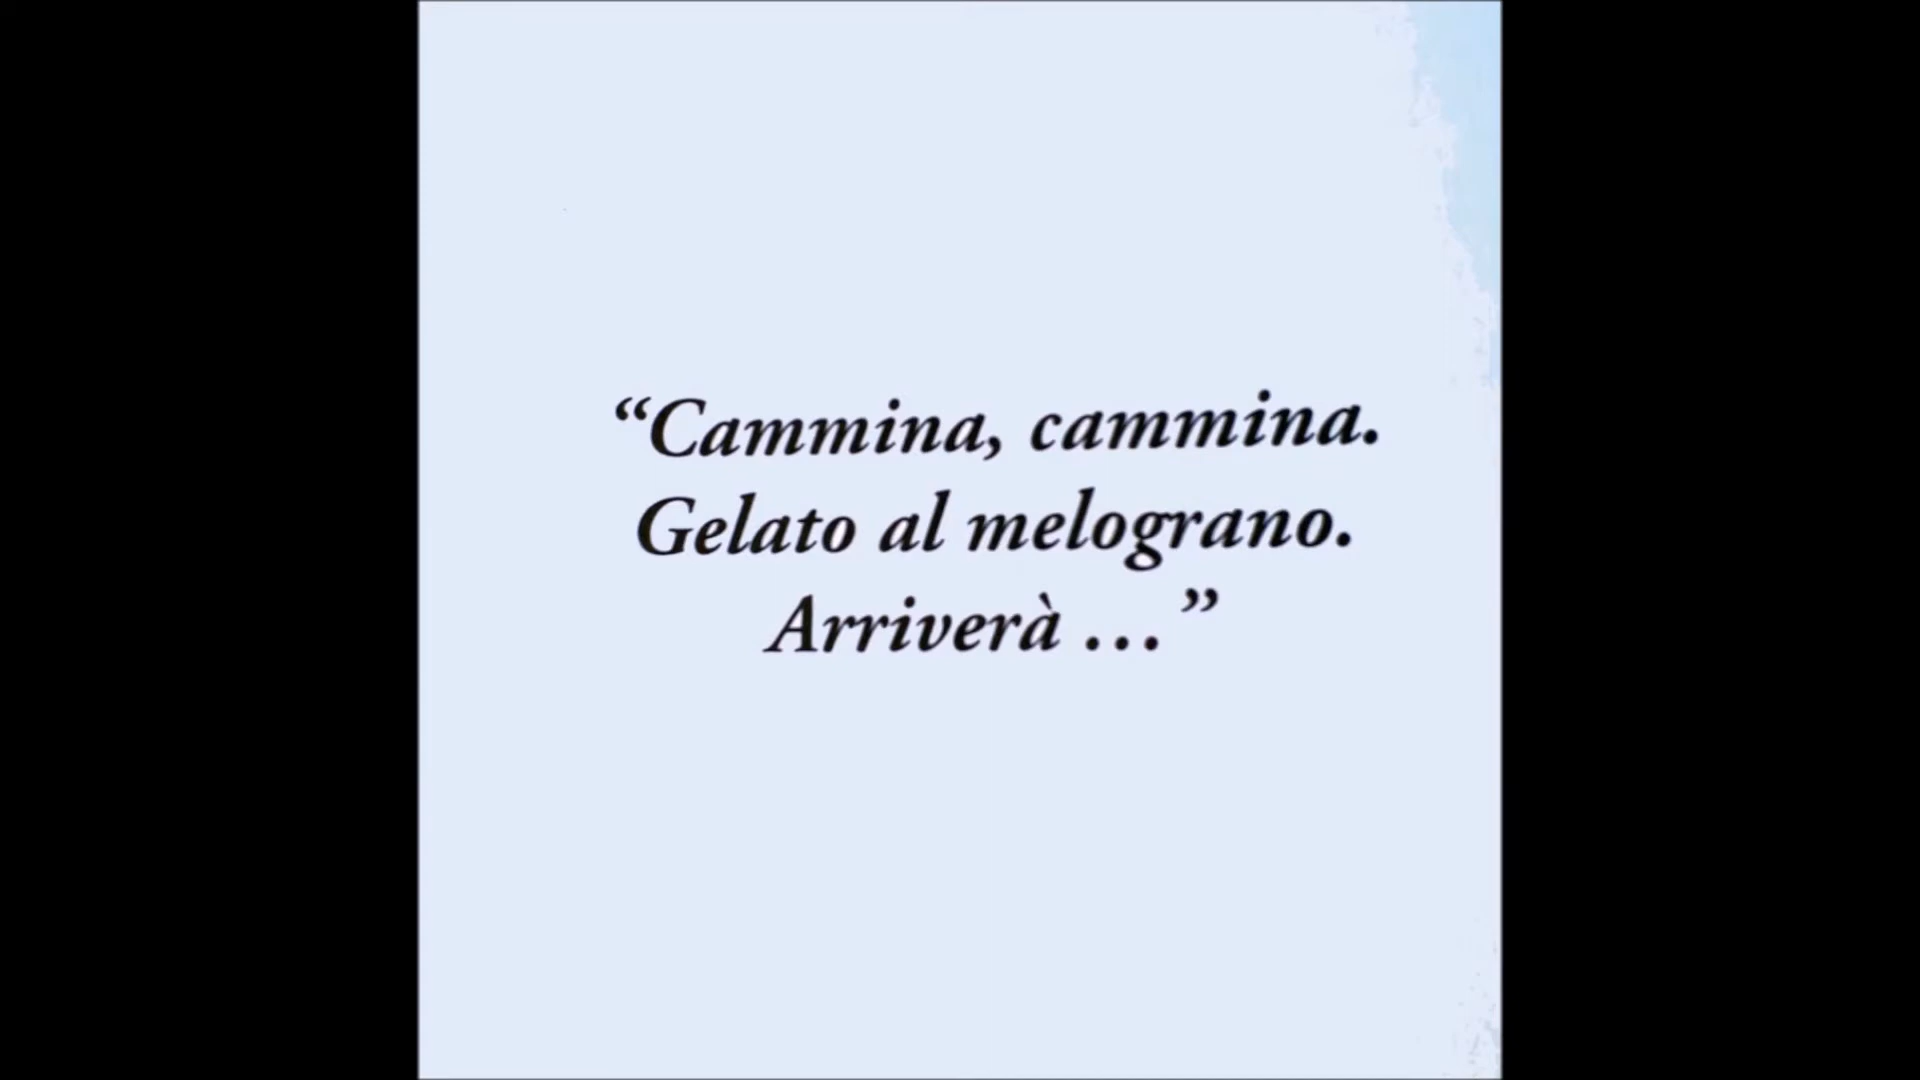 “Cammina, cammina.
Gelato al melograno.
Arriverà …”